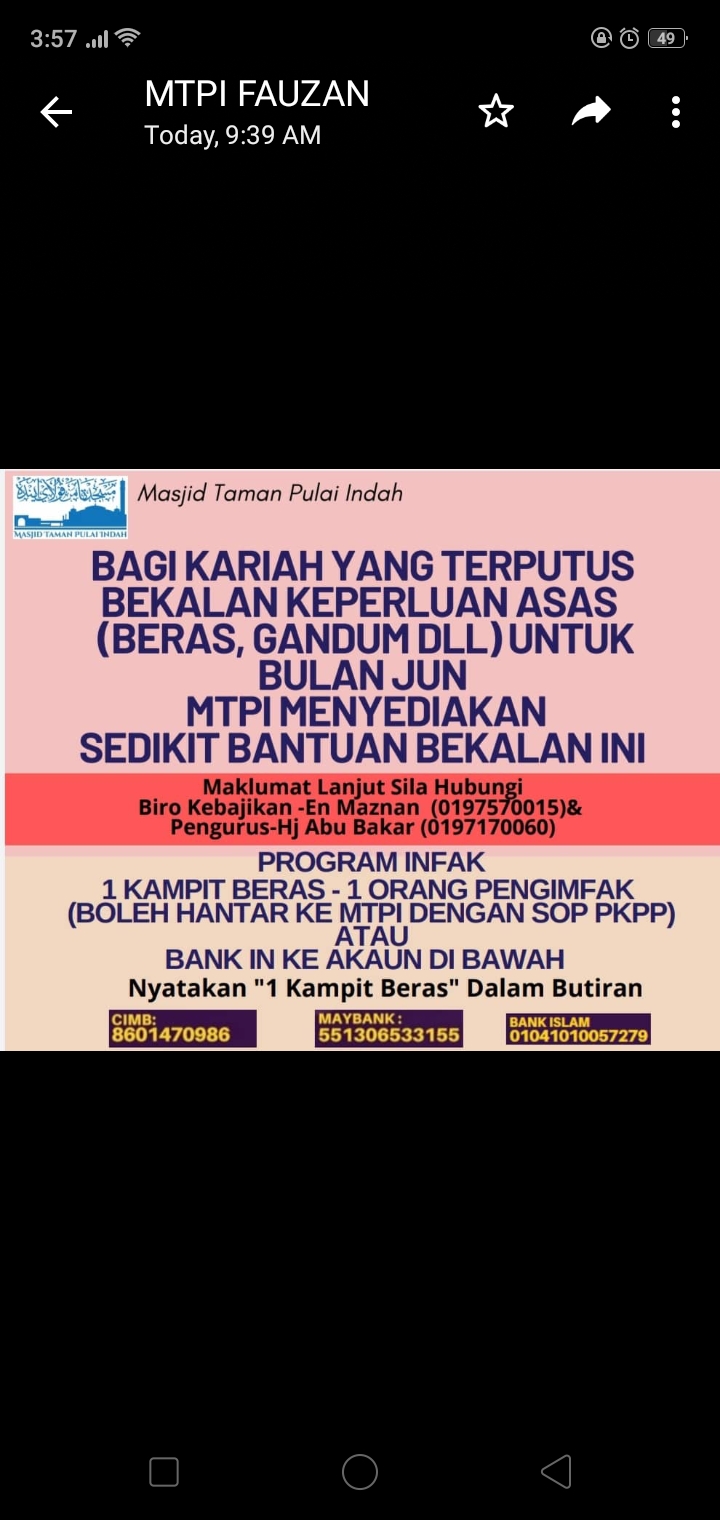 3:57
49
MTPI FAUZAN
Today, 9:39 AM
MASJID TAMAN PULAI INDAH
Masjid Taman Pulai Indah
BAGI KARIAH YANG TERPUTUS
BEKALAN KEPERLUAN ASAS
(BERAS, GANDUM DLL) UNTUK
BULAN JUN
MTPI MENYEDIAKAN
SEDIKIT BANTUAN BEKALAN INI
Maklumat Lanjut Sila Hubungi
Biro Kebajikan -En Maznan (0197570015)&
Pengurus-Hj Abu Bakar (0197170060)
PROGRAM INFAK
1 KAMPIT BERAS - 1 ORANG PENGIMFAK
(BOLEH HANTAR KE MTPI DENGAN SOP PKPP)
ATAU
BANK IN KE AKAUN DI BAWAH
Nyatakan "1 Kampit Beras" Dalam Butiran
CIMB:
8601470986
MAYBANK :
551306533155
BANK ISLAM
01041010057279